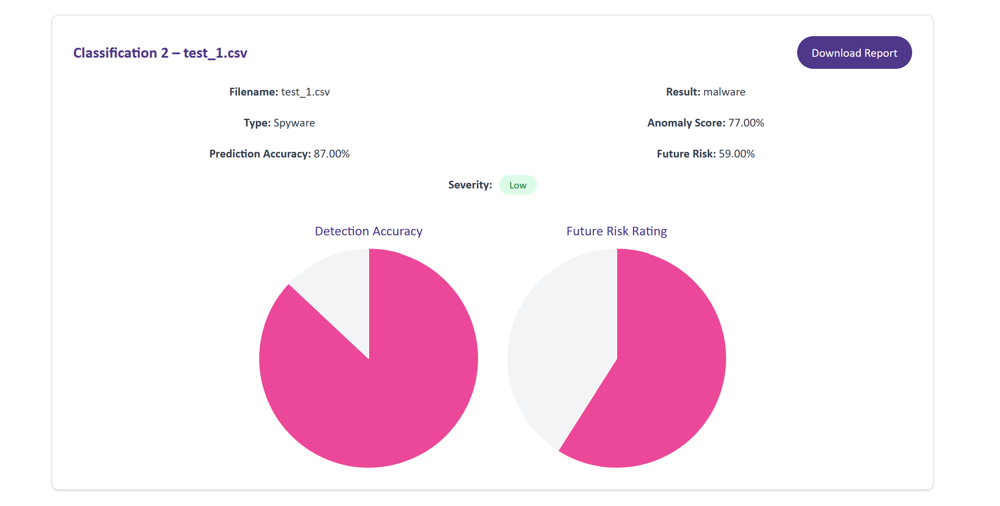 Classification 2 – test_1.csv
Download Report
Filename: test_1.csv
Result: malware
Type: Spyware
Anomaly Score: 77.00%
Prediction Accuracy: 87.00%
Future Risk: 59.00%
Severity: Low
Detection Accuracy
Future Risk Rating